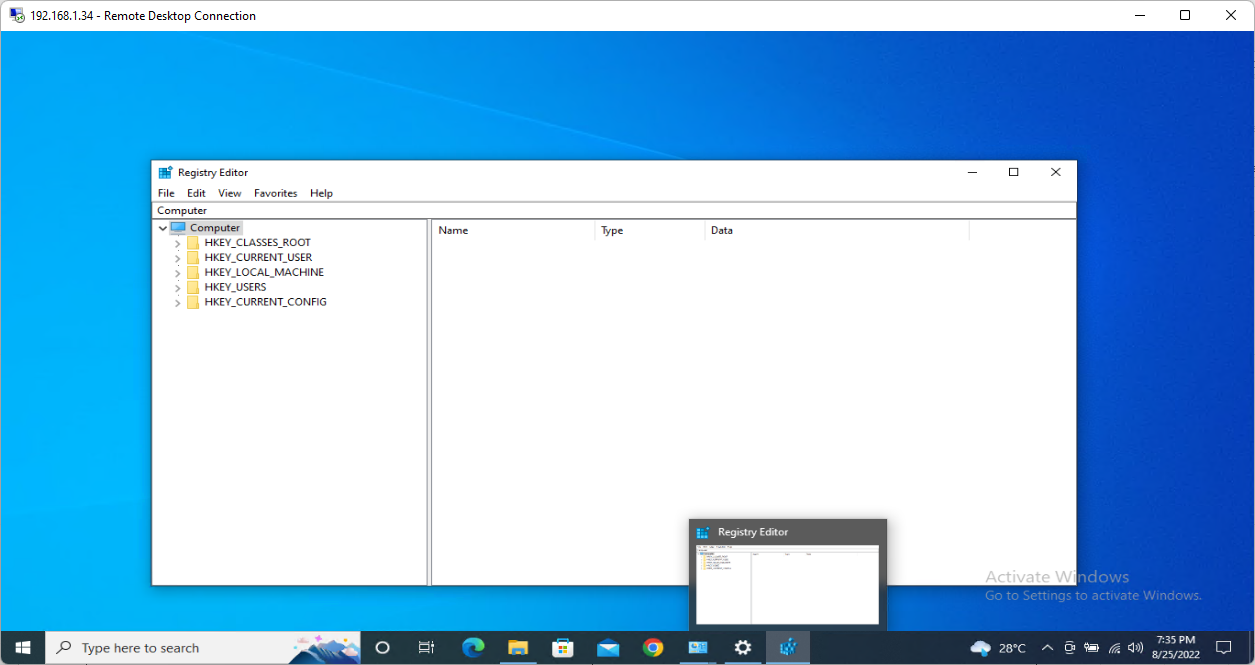 192.168.1.34 - Remote Desktop Connection
Registry Editor
File Edit View Favorites Help
Computer
Computer
HKEY_CLASSES_ROOT
HKEY_CURRENT_USER
HKEY_LOCAL_MACHINE
HKEY_USERS
HKEY_CURRENT_CONFIG
Name Type Data
Registry Editor
Activate Windows
Go to Settings to activate Windows.
Type here to search
28°C
7:35 PM
8/25/2022